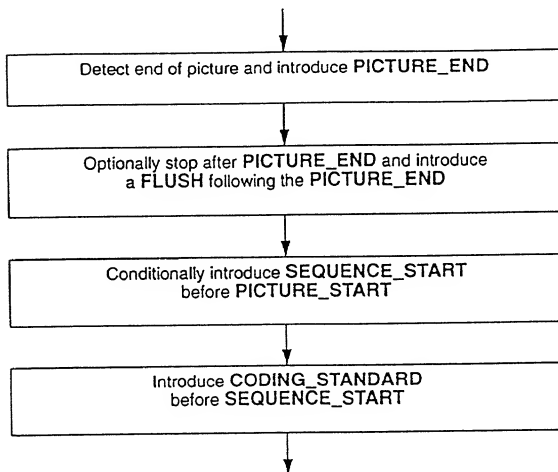 Detect end of picture and introduce PICTURE_END
Optionally stop after PICTURE_END and introduce
a FLUSH following the PICTURE_END
Conditionally introduce SEQUENCE_START
before PICTURE_START
Introduce CODING_STANDARD
before SEQUENCE_START